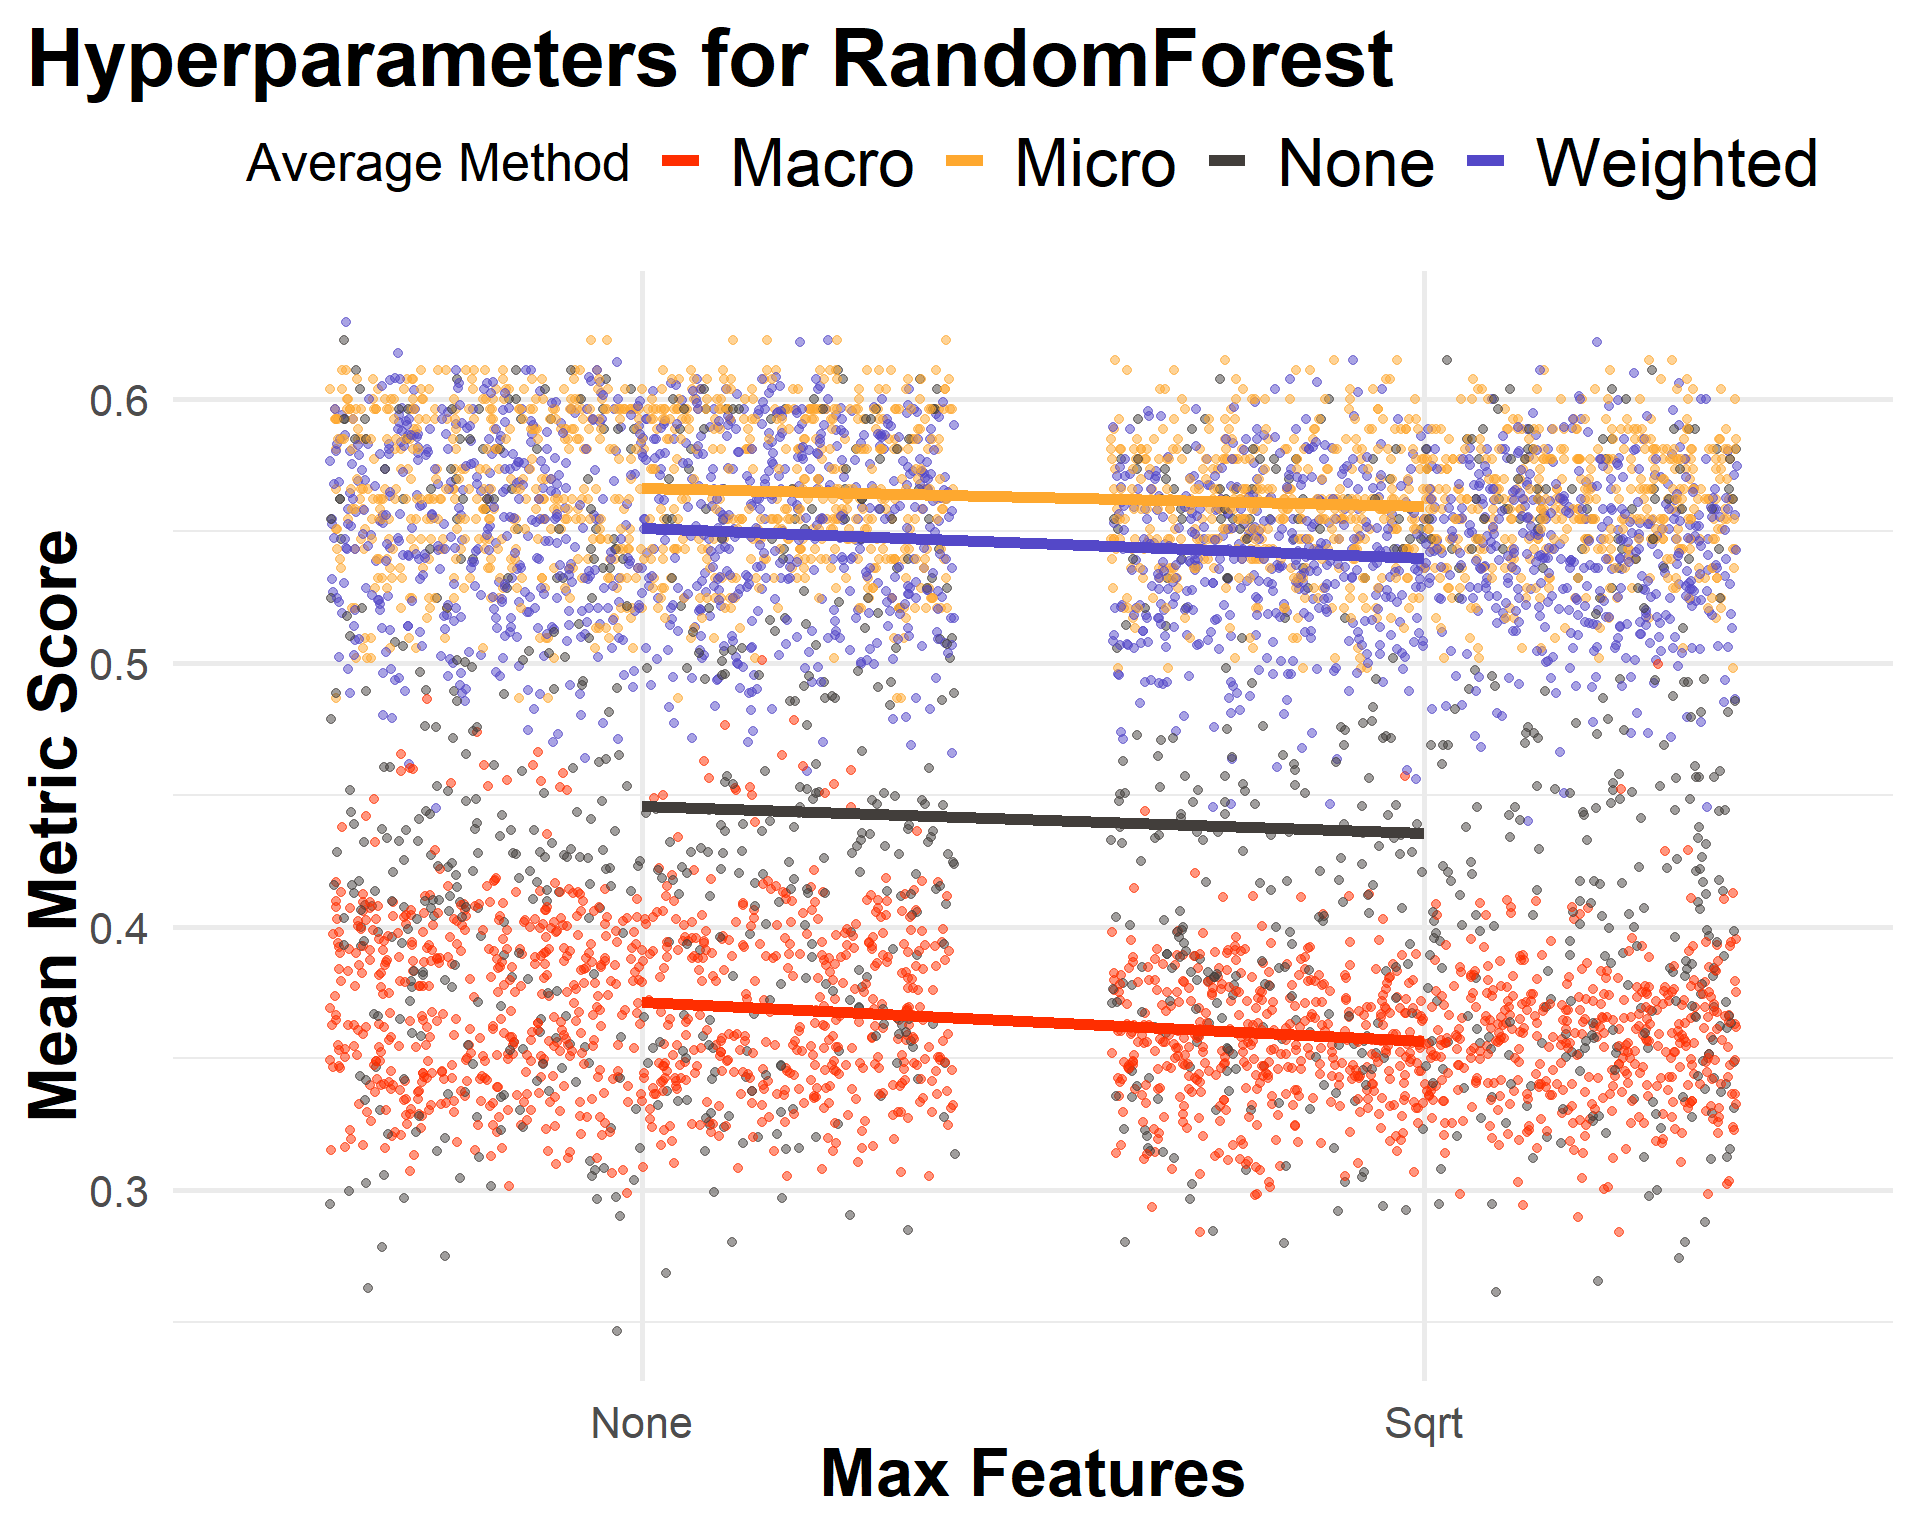 Hyperparameters for RandomForest
Average Method Macro Micro None Weighted
Mean Metric Score
0.6
0.5
0.4
0.3
None Sqrt
Max Features